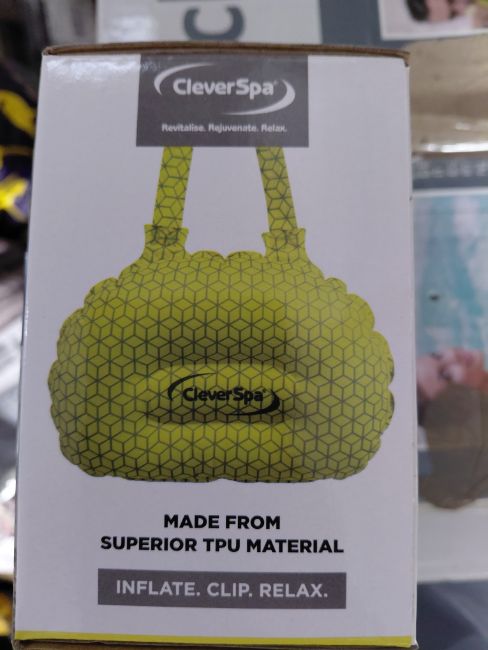 CleverSpa®
Revitalise. Rejuvenate. Relax.
CleverSpa®
MADE FROM
SUPERIOR TPU MATERIAL
INFLATE. CLIP. RELAX.